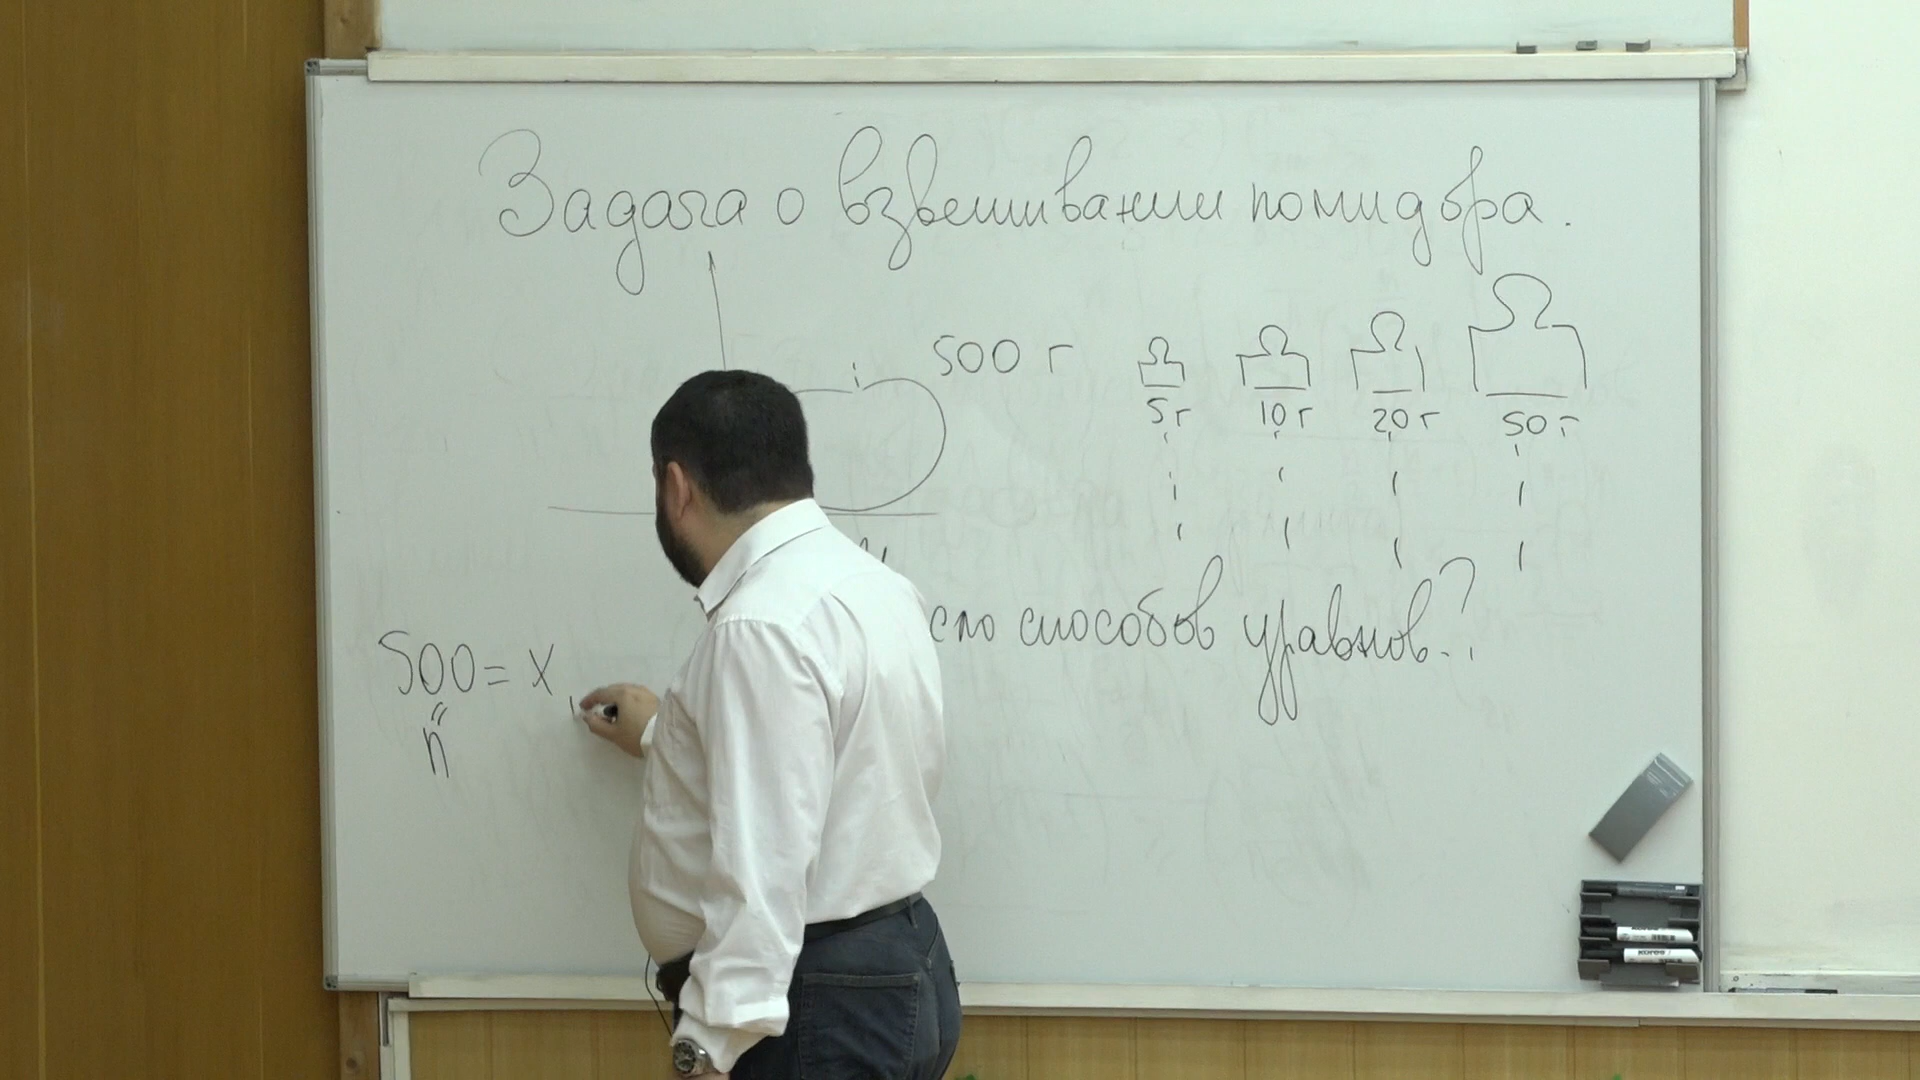 Задача о взвешивании помидора.
500 г
5 г 10 г 20 г 50 г
способов уравнов.?
500 = x
n